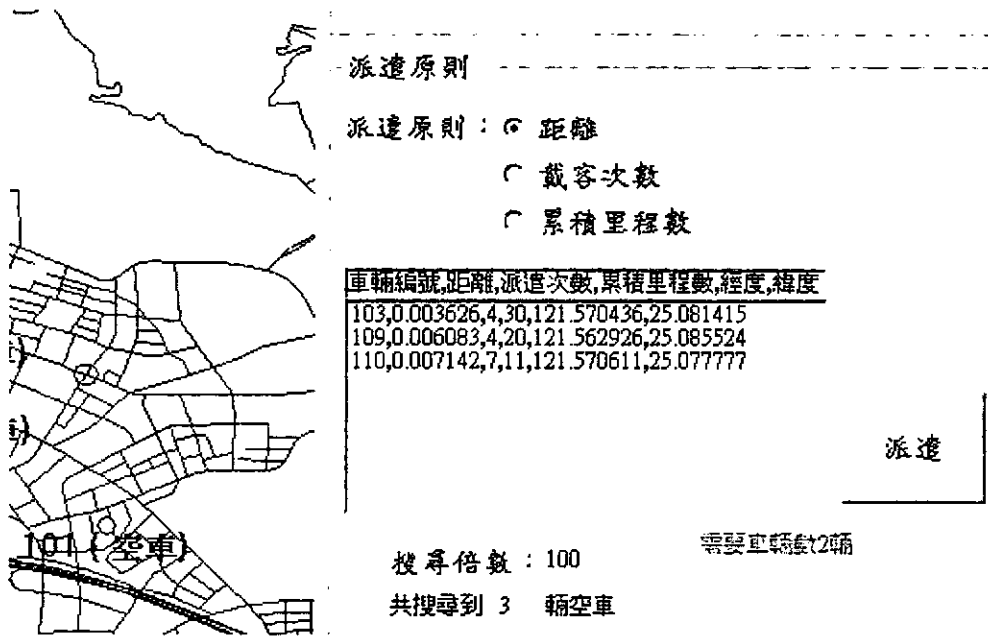 派遣原則
派遣原則：距離
載客次數
累積里程數
車輛編號,距離,派遣次數,累積里程數,經度,緯度
103,0.003626,4,30,121.570436,25.081415
109,0.006083,4,20,121.562926,25.085524
110,0.007142,7,11,121.570611,25.077777
派遣
車)
車)
101 (空車)
需要車輛數2輛
搜尋倍數：100
共搜尋到 3 輛空車